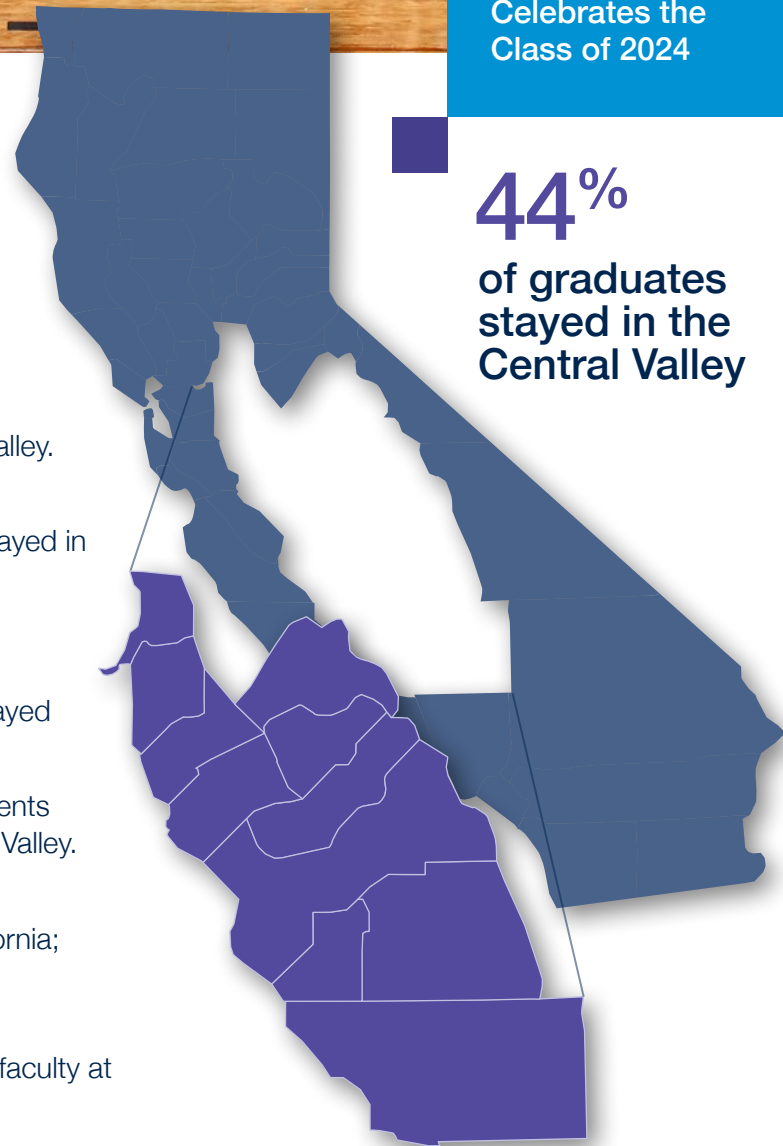 Celebrates the
Class of 2024
44%
of graduates
stayed in the
Central Valley
alley.
ayed in
ayed
ents
Valley.
ornia;
faculty at